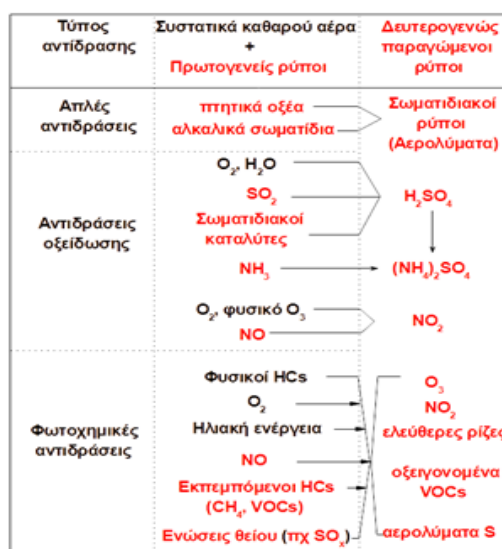 Τύπος αντίδρασης
Συστατικά καθαρού αέρα
+
Πρωτογενείς ρύποι
Δευτερογενώς παραγώμενοι ρύποι
Απλές αντιδράσεις
πτητικά οξέα
αλκαλικά σωματίδια
Σωματιδιακοί ρύποι
(Αερολύματα)
Αντιδράσεις οξείδωσης
O₂, H₂O
SO₂
Σωματιδιακοί καταλύτες
NH₃
H₂SO₄
(NH₄)₂SO₄
O₂, φυσικό O₃
NO
NO₂
Φωτοχημικές αντιδράσεις
Φυσικοί HCs
O₂
Ηλιακή ενέργεια
NO
Εκπεμπόμενοι HCs
(CH₄, VOCs)
Ενώσεις θείου (πχ SOₓ)
O₃
NO₂
ελεύθερες ρίζες
οξειγονομένα
VOCs
αερολύματα S